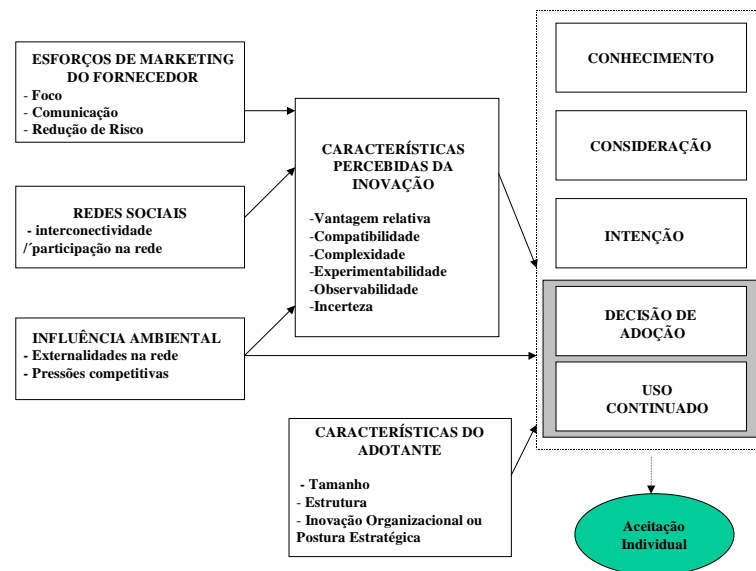 ESFORÇOS DE MARKETING
DO FORNECEDOR
- Foco
- Comunicação
- Redução de Risco
REDES SOCIAIS
- interconectividade
/´participação na rede
INFLUÊNCIA AMBIENTAL
- Externalidades na rede
- Pressões competitivas
CARACTERÍSTICAS
PERCEBIDAS DA
INOVAÇÃO
-Vantagem relativa
-Compatibilidade
-Complexidade
-Experimentabilidade
-Observabilidade
-Incerteza
CARACTERÍSTICAS DO
ADOTANTE
- Tamanho
- Estrutura
- Inovação Organizacional ou
Postura Estratégica
CONHECIMENTO
CONSIDERAÇÃO
INTENÇÃO
DECISÃO DE
ADOÇÃO
USO
CONTINUADO
Aceitação
Individual